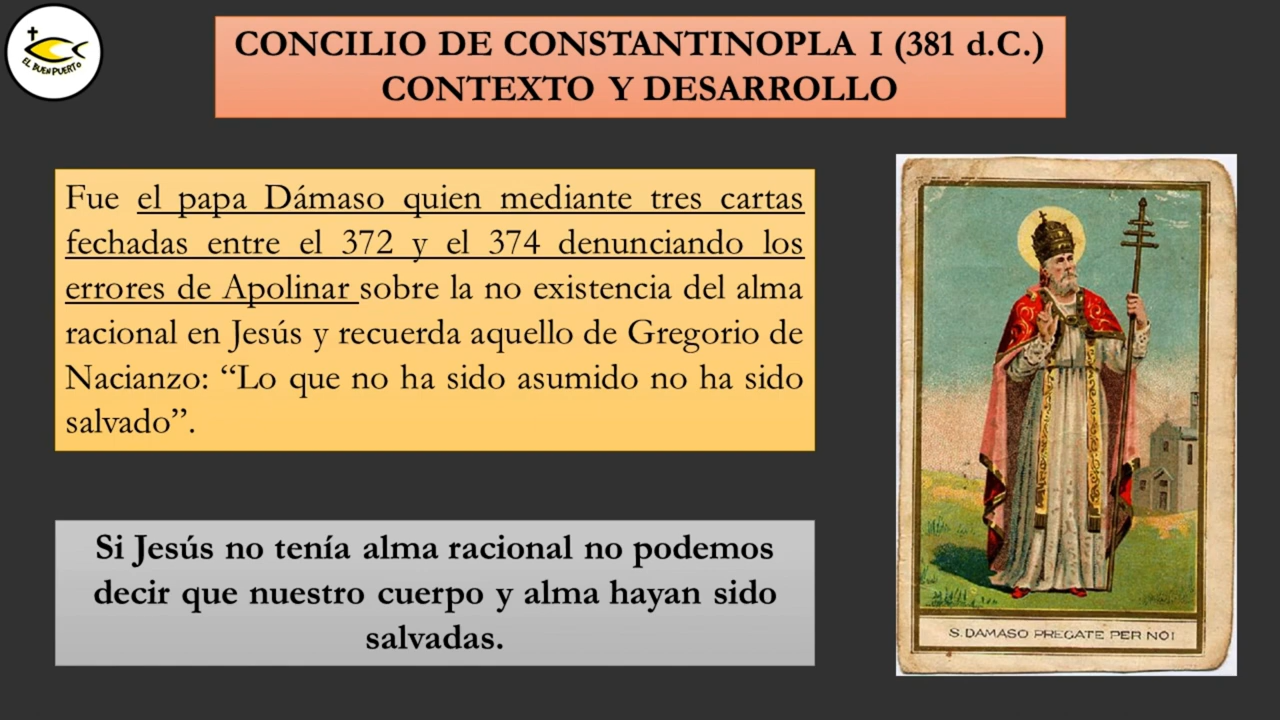 EL BUEN PUERTO
CONCILIO DE CONSTANTINOPLA I (381 d.C.)
CONTEXTO Y DESARROLLO
Fue el papa Dámaso quien mediante tres cartas
fechadas entre el 372 y el 374 denunciando los
errores de Apolinar sobre la no existencia del alma
racional en Jesús y recuerda aquello de Gregorio de
Nacianzo: “Lo que no ha sido asumido no ha sido
salvado”.
Si Jesús no tenía alma racional no podemos
decir que nuestro cuerpo y alma hayan sido
salvadas.
S. DAMASO PREGATE PER NOI